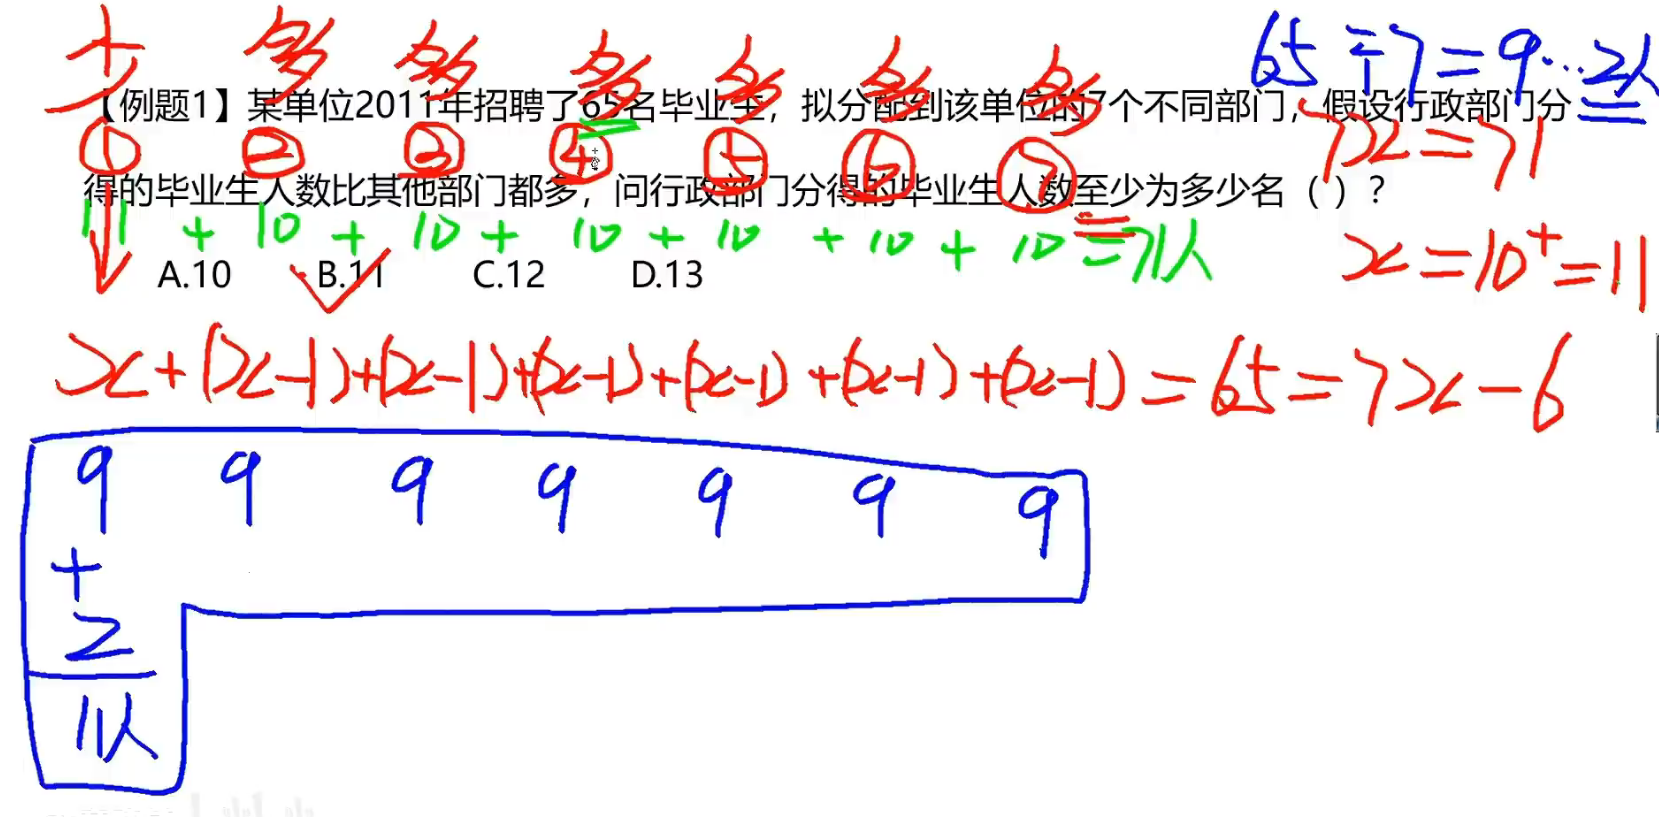 少 多 多 多 多 多 多
65÷7=9…2人
【例题1】某单位2011年招聘了65名毕业生，拟分配到该单位的7个不同部门，假设行政部门分
① ② ③ ④ ⑤ ⑥ ⑦
7x=71
得的毕业生人数比其他部门都多，问行政部门分得的毕业生人数至少为多少名（ ）？
11 + 10 + 10 + 10 + 10 + 10 + 10 =71人
x=10⁺=11
A.10 B.11 C.12 D.13
x+(x-1)+(x-1)+(x-1)+(x-1)+(x-1)+(x-1)=65=7x-6
9 9 9 9 9 9 9
+
2
11人